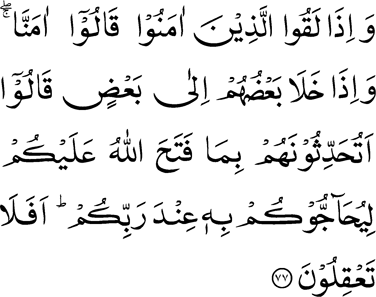 وَ اِذَا لَقُوا الَّذِيْنَ اٰمَنُوْا قَالُوْۤا اٰمَنَّا ۚۖ
وَ اِذَا خَلَا بَعْضُهُمْ اِلٰى بَعْضٍ قَالُوْۤا
اَتُحَدِّثُوْنَهُمْ بِمَا فَتَحَ اللّٰهُ عَلَيْكُمْ
لِيُحَآجُّوْكُمْ بِهٖ عِنْدَ رَبِّكُمْ ؕ اَفَلَا
تَعْقِلُوْنَ ۷۷